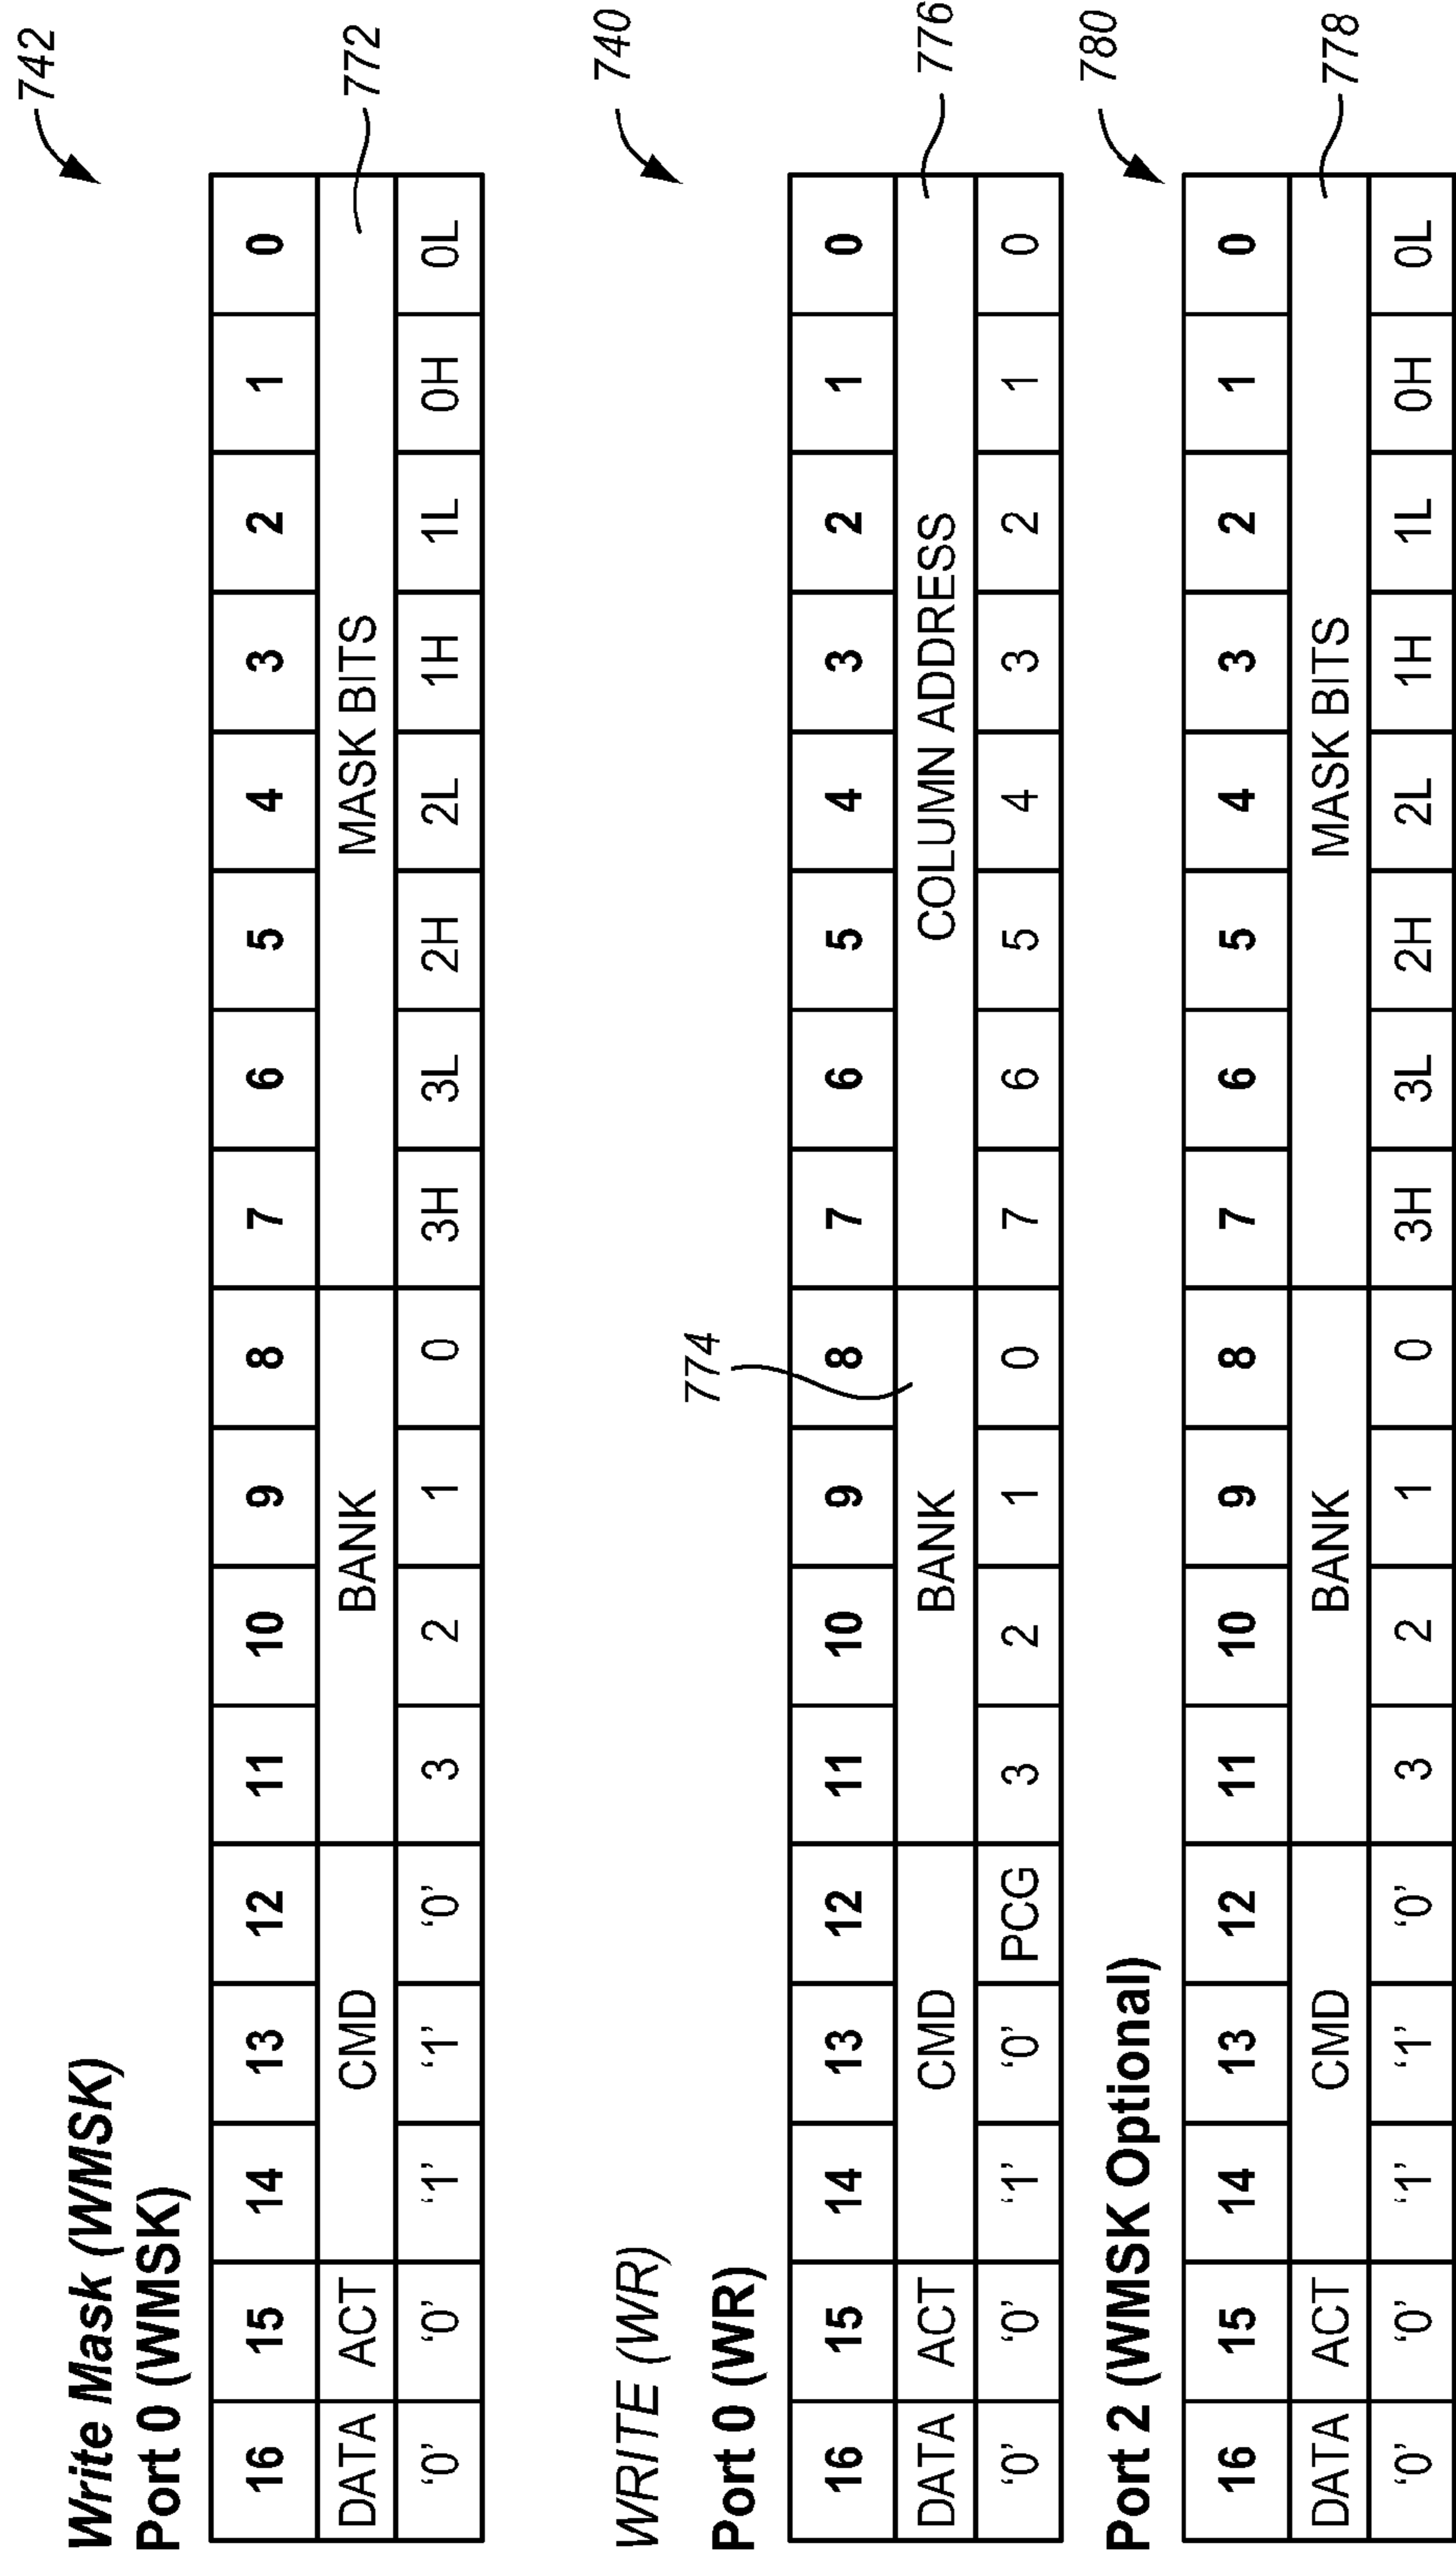 742
Write Mask (WMSK)
Port 0 (WMSK)
16 15 14 13 12 11 10 9 8 7 6 5 4 3 2 1 0
DATA ACT CMD BANK MASK BITS 772
‘0’ ‘0’ ‘1’ ‘1’ ‘0’ 3 2 1 0 3H 3L 2H 2L 1H 1L 0H 0L
WRITE (WR) 740
Port 0 (WR) 774
16 15 14 13 12 11 10 9 8 7 6 5 4 3 2 1 0
DATA ACT CMD BANK COLUMN ADDRESS 776
‘0’ ‘0’ ‘1’ ‘0’ PCG 3 2 1 0 7 6 5 4 3 2 1 0
Port 2 (WMSK Optional) 780
16 15 14 13 12 11 10 9 8 7 6 5 4 3 2 1 0
DATA ACT CMD BANK MASK BITS 778
‘0’ ‘0’ ‘1’ ‘1’ ‘0’ 3 2 1 0 3H 3L 2H 2L 1H 1L 0H 0L